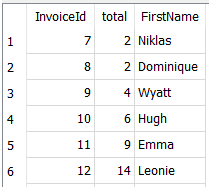 InvoiceId total FirstName
1 7 2 Niklas
2 8 2 Dominique
3 9 4 Wyatt
4 10 6 Hugh
5 11 9 Emma
6 12 14 Leonie